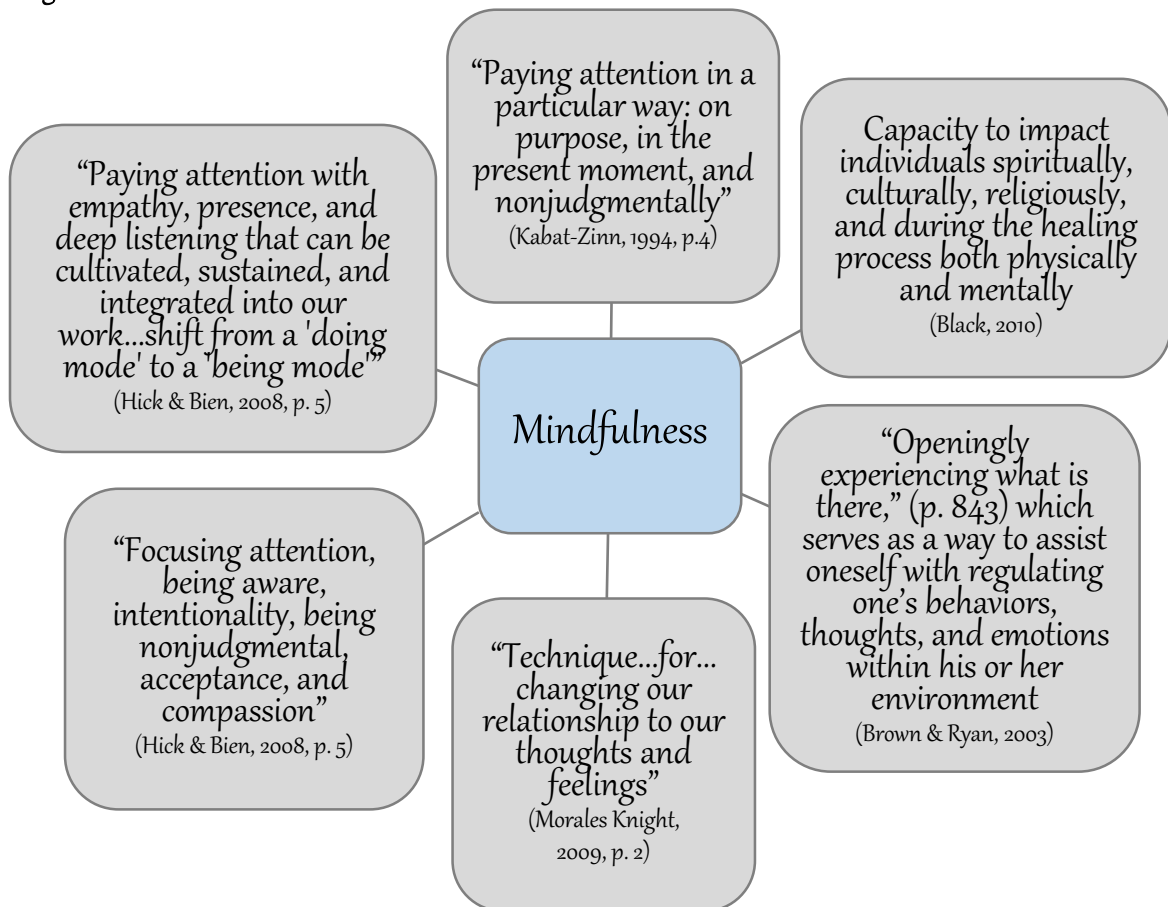 “Paying attention in a
particular way: on
purpose, in the
present moment, and
nonjudgmentally”
(Kabat-Zinn, 1994, p.4)
Capacity to impact
individuals spiritually,
culturally, religiously,
and during the healing
process both physically
and mentally
(Black, 2010)
“Paying attention with
empathy, presence, and
deep listening that can be
cultivated, sustained, and
integrated into our
work...shift from a 'doing
mode' to a 'being mode'”
(Hick & Bien, 2008, p. 5)
Mindfulness
“Openingly
experiencing what is
there,” (p. 843) which
serves as a way to assist
oneself with regulating
one’s behaviors,
thoughts, and emotions
within his or her
environment
(Brown & Ryan, 2003)
“Focusing attention,
being aware,
intentionality, being
nonjudgmental,
acceptance, and
compassion”
(Hick & Bien, 2008, p. 5)
“Technique...for...
changing our
relationship to our
thoughts and
feelings”
(Morales Knight,
2009, p. 2)